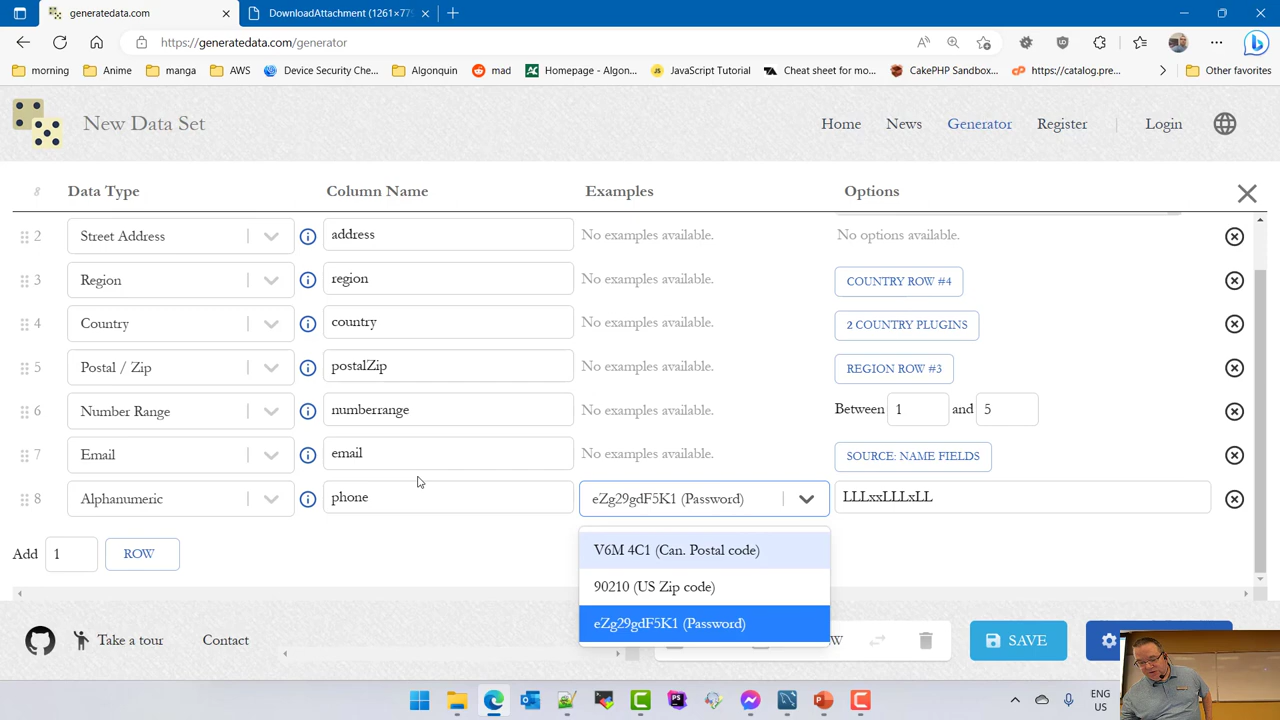 generatedata.com
DownloadAttachment (1261×77
https://generatedata.com/generator
morning
Anime
manga
AWS
Device Security Che...
Algonquin
mad
Homepage - Algon...
JavaScript Tutorial
Cheat sheet for mo...
CakePHP Sandbox...
https://catalog.pre...
Other favorites
New Data Set
Home
News
Generator
Register
Login
8
Data Type
Column Name
Examples
Options
2
Street Address
address
No examples available.
No options available.
3
Region
region
No examples available.
COUNTRY ROW #4
4
Country
country
No examples available.
2 COUNTRY PLUGINS
5
Postal / Zip
postalZip
No examples available.
REGION ROW #3
6
Number Range
numberrange
No examples available.
Between 1 and 5
7
Email
email
No examples available.
SOURCE: NAME FIELDS
8
Alphanumeric
phone
eZg29gdF5K1 (Password)
LLLxxLLLxLL
V6M 4C1 (Can. Postal code)
90210 (US Zip code)
eZg29gdF5K1 (Password)
Add 1 ROW
Take a tour
Contact
SAVE
ENG
US